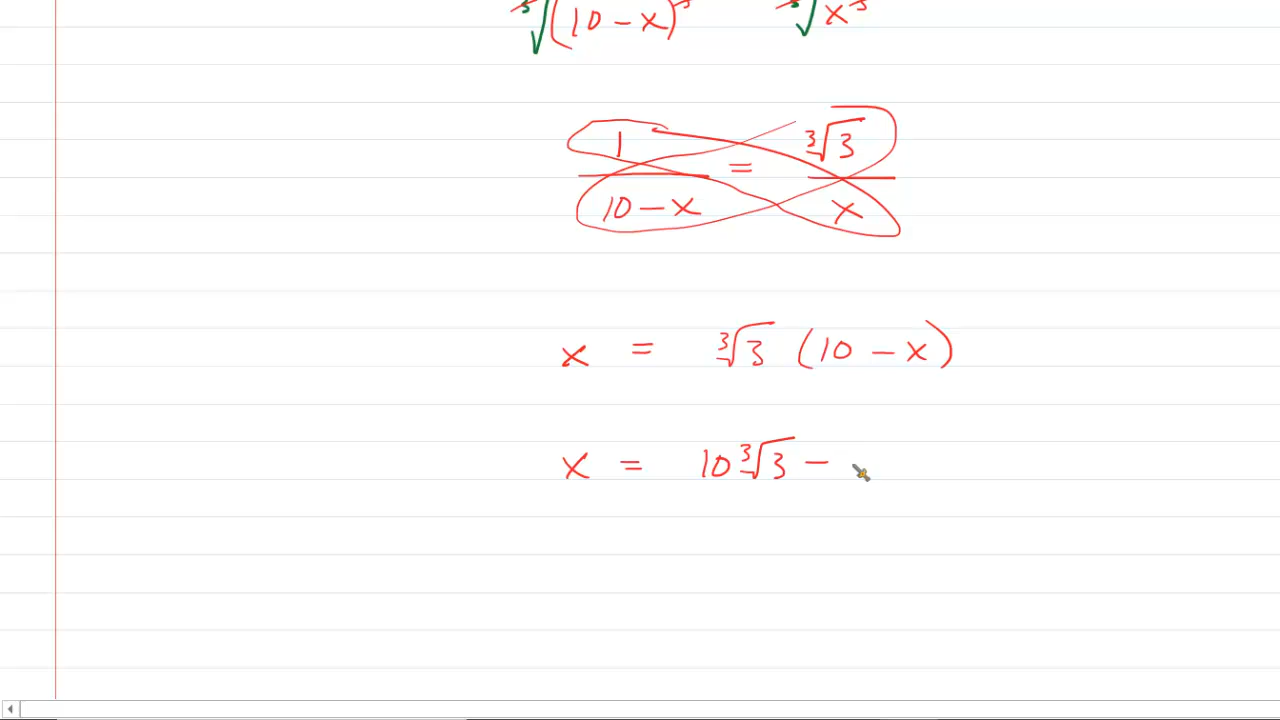 ∛(10 − x)³ ∛x³
1 = ∛3
10 − x x
x = ∛3 (10 − x)
x = 10∛3 −